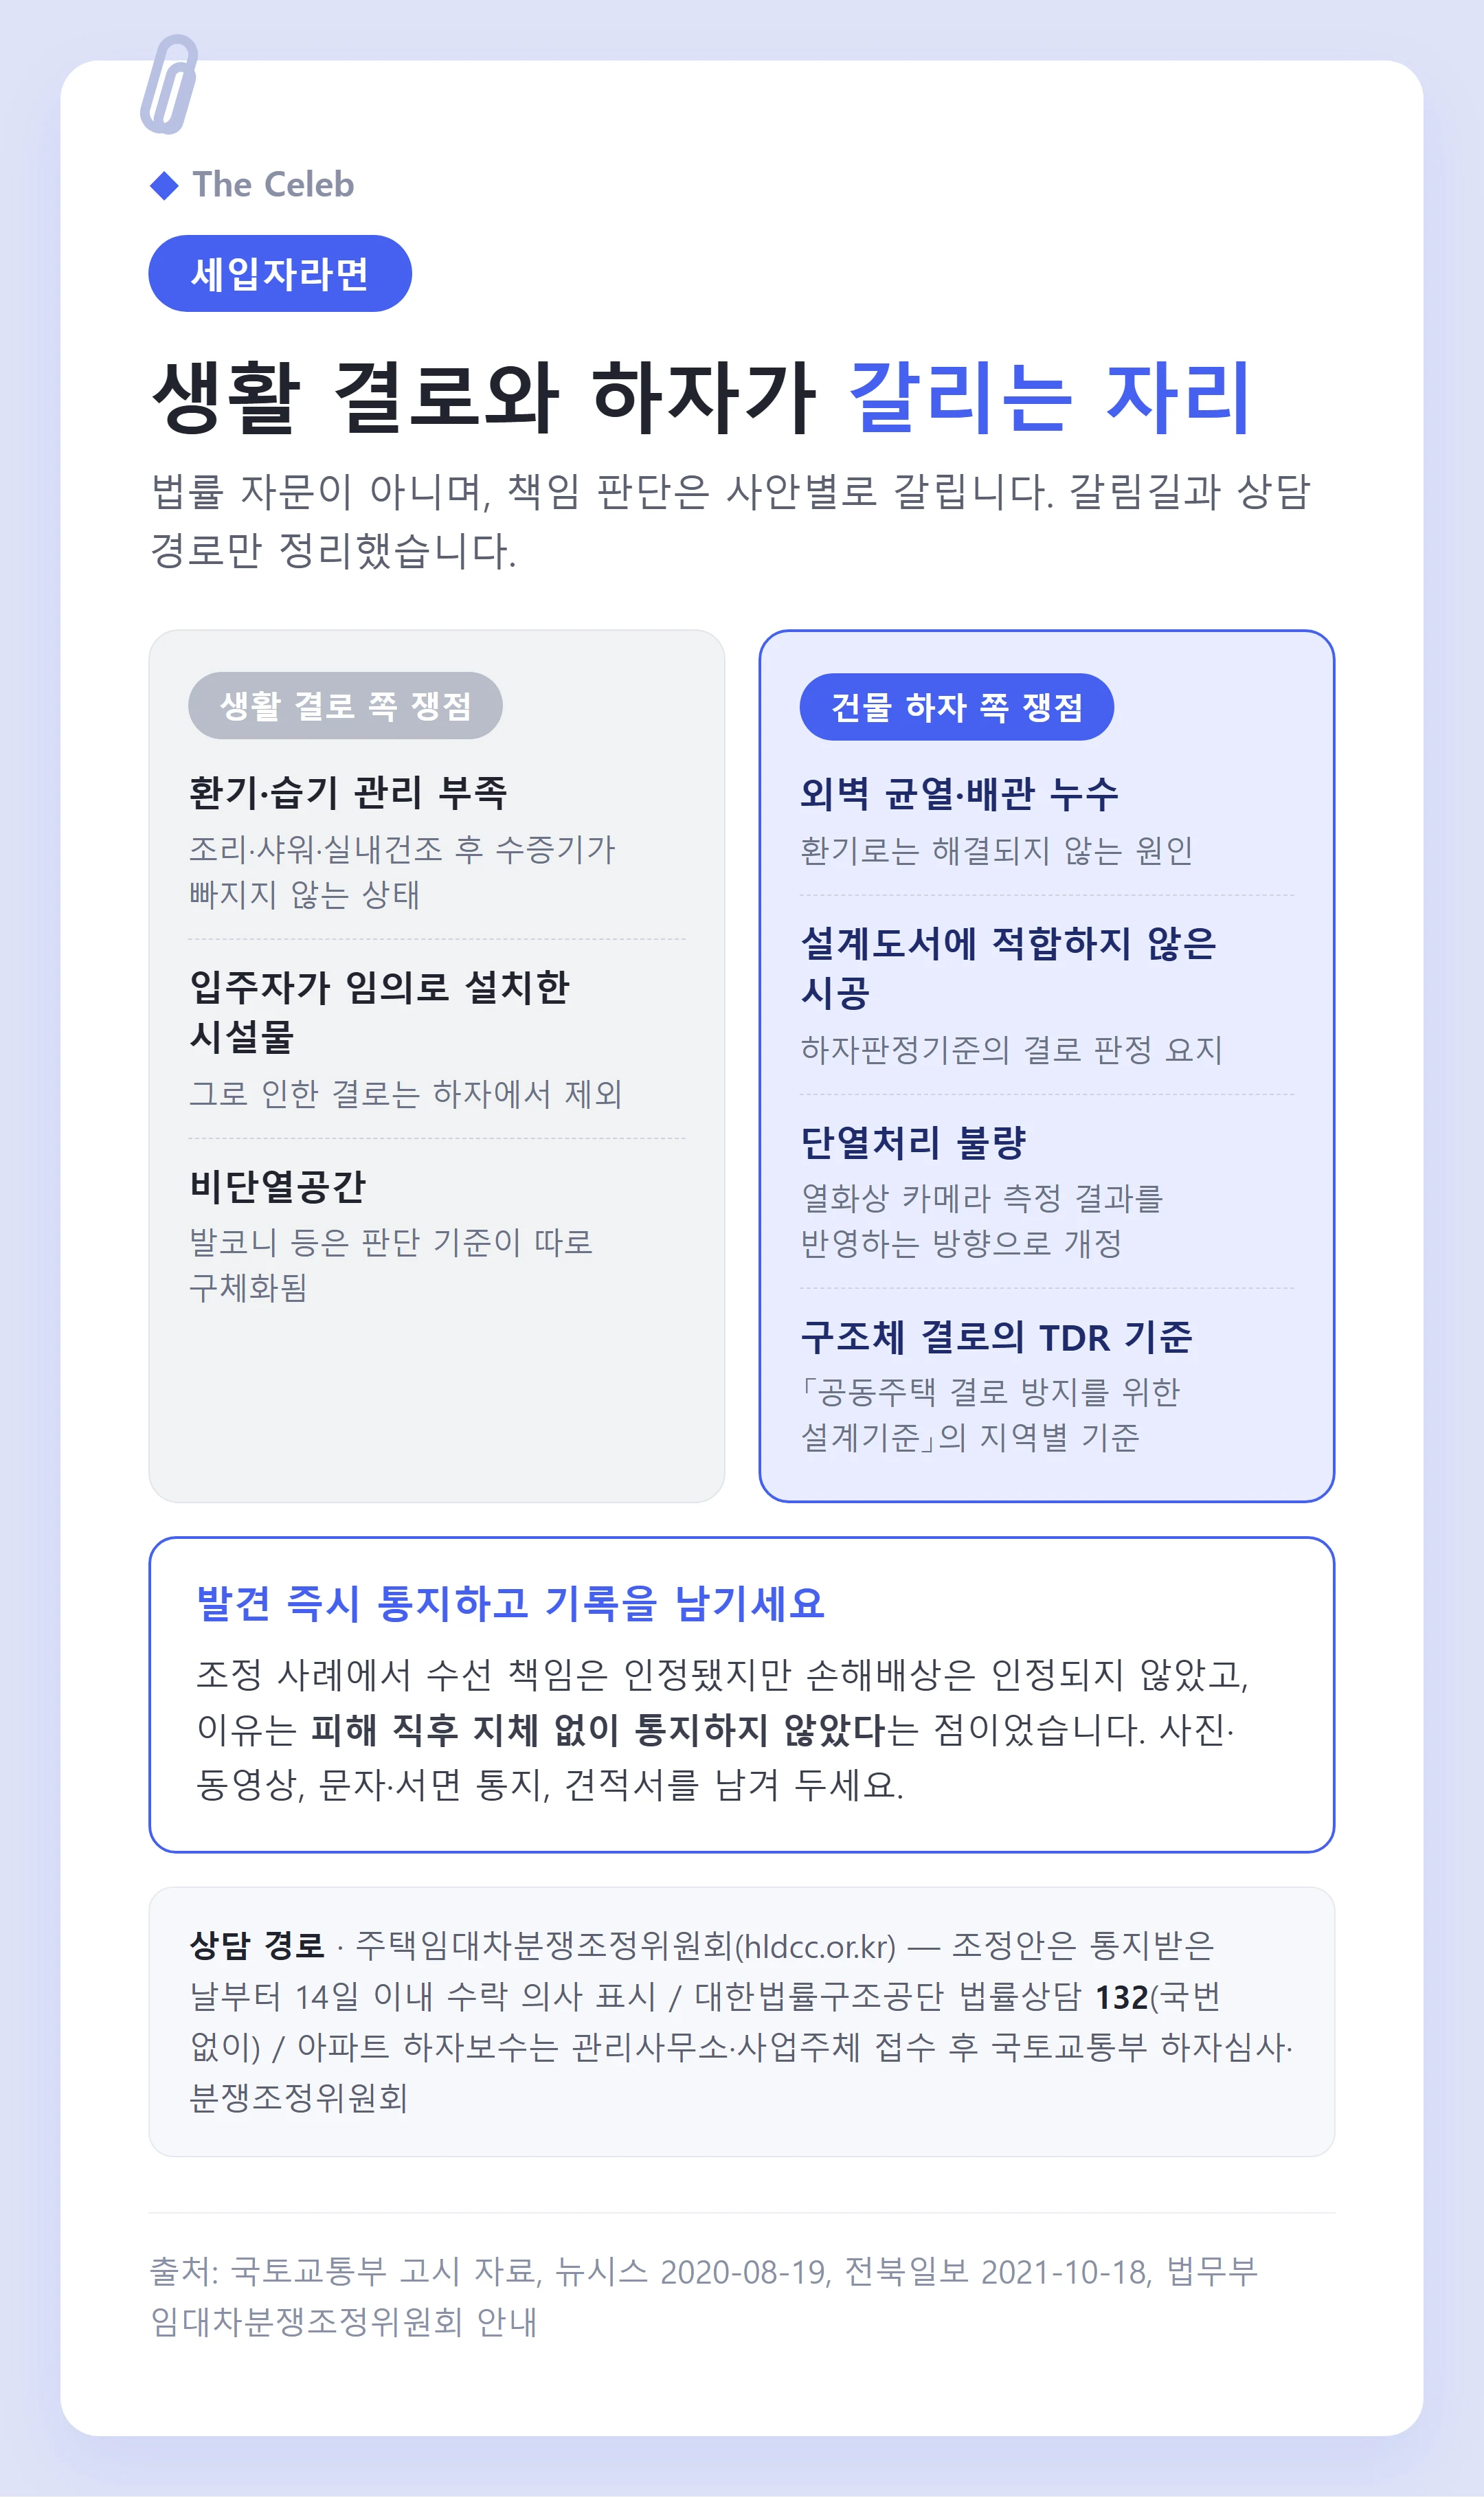 The Celeb
세입자라면
생활 결로와 하자가 갈리는 자리
법률 자문이 아니며, 책임 판단은 사안별로 갈립니다. 갈림길과 상담
경로만 정리했습니다.
생활 결로 쪽 쟁점
환기·습기 관리 부족
조리·샤워·실내건조 후 수증기가
빠지지 않는 상태
입주자가 임의로 설치한
시설물
그로 인한 결로는 하자에서 제외
비단열공간
발코니 등은 판단 기준이 따로
구체화됨
건물 하자 쪽 쟁점
외벽 균열·배관 누수
환기로는 해결되지 않는 원인
설계도서에 적합하지 않은
시공
하자판정기준의 결로 판정 요지
단열처리 불량
열화상 카메라 측정 결과를
반영하는 방향으로 개정
구조체 결로의 TDR 기준
「공동주택 결로 방지를 위한
설계기준」의 지역별 기준
발견 즉시 통지하고 기록을 남기세요
조정 사례에서 수선 책임은 인정됐지만 손해배상은 인정되지 않았고,
이유는 피해 직후 지체 없이 통지하지 않았다는 점이었습니다. 사진·
동영상, 문자·서면 통지, 견적서를 남겨 두세요.
상담 경로 · 주택임대차분쟁조정위원회(hldcc.or.kr) — 조정안은 통지받은
날부터 14일 이내 수락 의사 표시 / 대한법률구조공단 법률상담 132(국번
없이) / 아파트 하자보수는 관리사무소·사업주체 접수 후 국토교통부 하자심사·
분쟁조정위원회
출처: 국토교통부 고시 자료, 뉴시스 2020-08-19, 전북일보 2021-10-18, 법무부
임대차분쟁조정위원회 안내